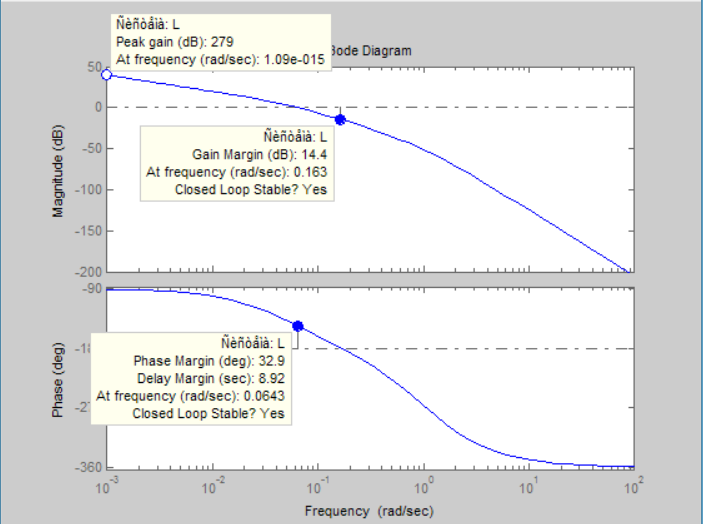 Ñèñòåìà: L
Peak gain (dB): 279
At frequency (rad/sec): 1.09e-015
Bode Diagram
50
0
-50
-100
-150
-200
Magnitude (dB)
Ñèñòåìà: L
Gain Margin (dB): 14.4
At frequency (rad/sec): 0.163
Closed Loop Stable? Yes
-90
-360
Phase (deg)
Ñèñòåìà: L
Phase Margin (deg): 32.9
Delay Margin (sec): 8.92
At frequency (rad/sec): 0.0643
Closed Loop Stable? Yes
10^-3 10^-2 10^-1 10^0 10^1 10^2
Frequency (rad/sec)